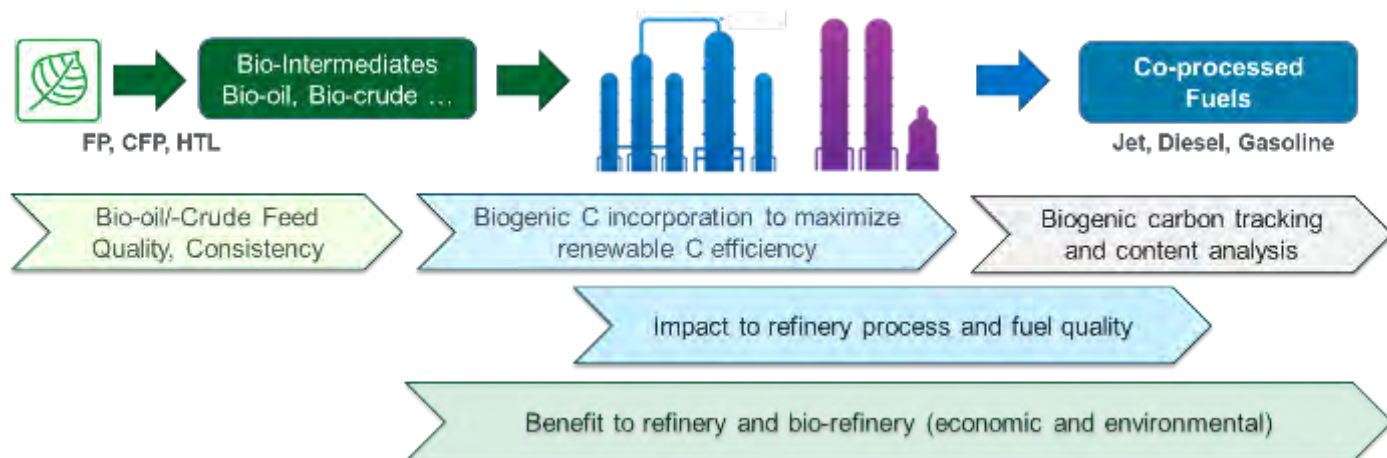 Bio-Intermediates
Bio-oil, Bio-crude ...
Co-processed
Fuels
FP, CFP, HTL
Jet, Diesel, Gasoline
Bio-oil/-Crude Feed
Quality, Consistency
Biogenic C incorporation to maximize
renewable C efficiency
Biogenic carbon tracking
and content analysis
Impact to refinery process and fuel quality
Benefit to refinery and bio-refinery (economic and environmental)